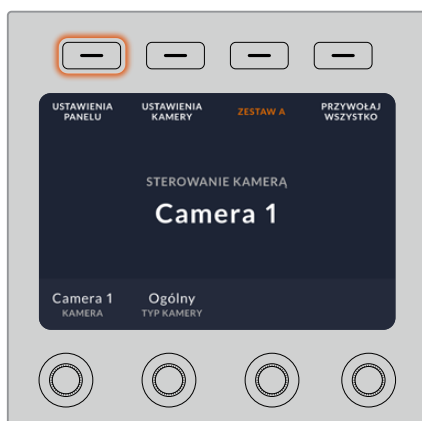 USTAWIENIA
PANELU
USTAWIENIA
KAMERY
ZESTAW A
PRZYWOŁAJ
WSZYSTKO
STEROWANIE KAMERĄ
Camera 1
Camera 1
KAMERA
Ogólny
TYP KAMERY